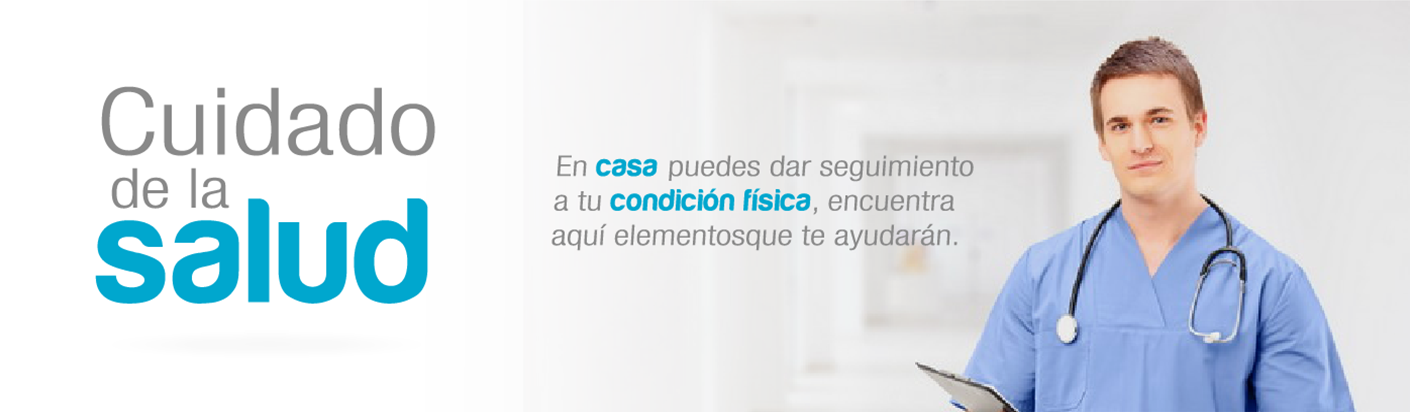 Cuidado
de la
salud
En casa puedes dar seguimiento
a tu condición física, encuentra
aquí elementosque te ayudarán.